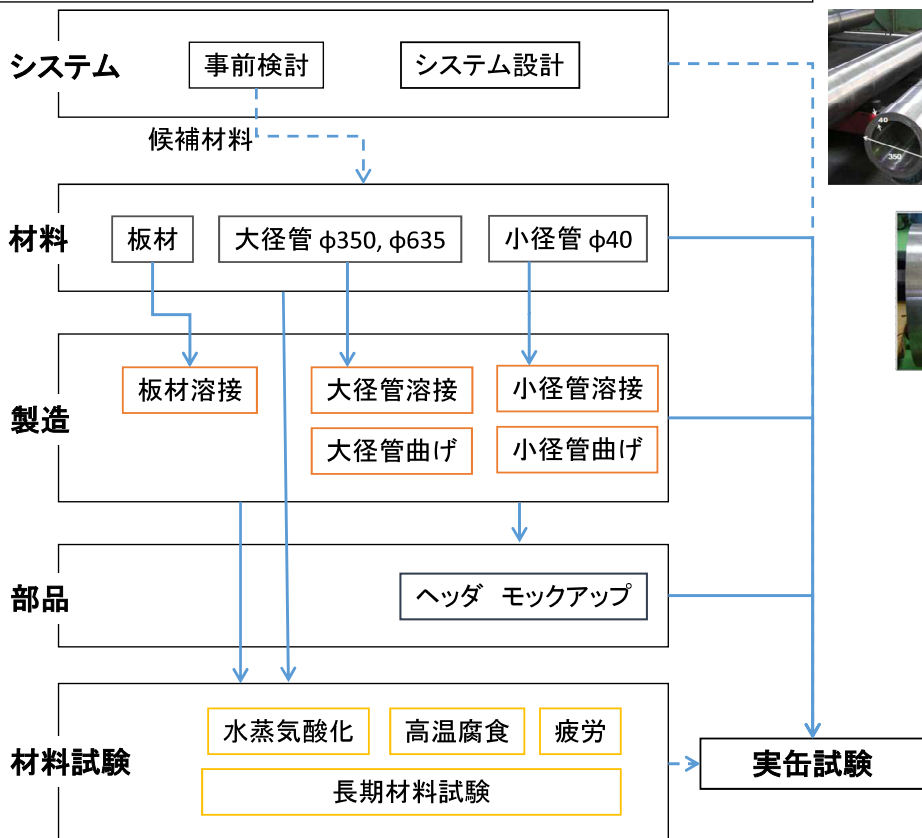 システム
事前検討
システム設計
候補材料
材料
板材
大径管 φ350, φ635
小径管 φ40
製造
板材溶接
大径管溶接
小径管溶接
大径管曲げ
小径管曲げ
部品
ヘッダ　モックアップ
材料試験
水蒸気酸化
高温腐食
疲労
長期材料試験
実缶試験
40
350